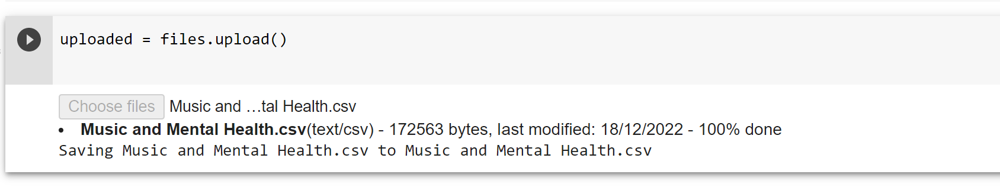 uploaded = files.upload()
Choose files Music and ...tal Health.csv
• Music and Mental Health.csv(text/csv) - 172563 bytes, last modified: 18/12/2022 - 100% done
Saving Music and Mental Health.csv to Music and Mental Health.csv